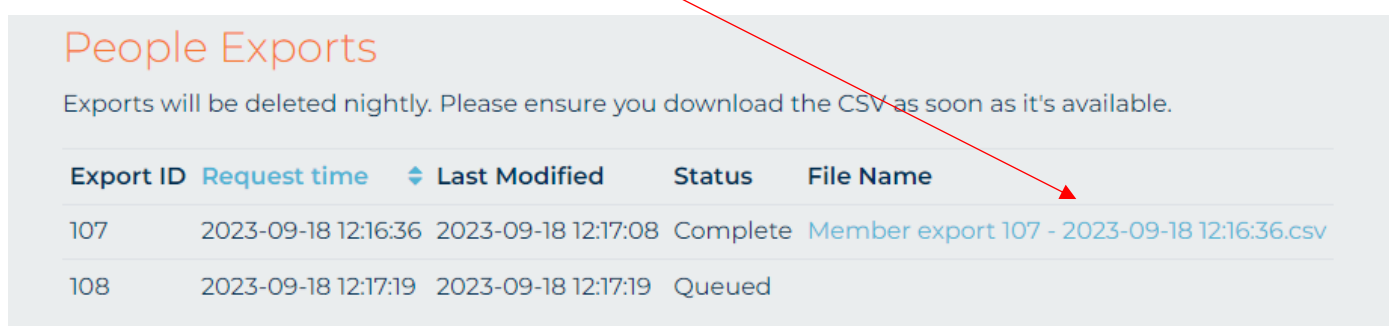 People Exports
Exports will be deleted nightly. Please ensure you download the CSV as soon as it's available.
Export ID Request time Last Modified Status File Name
107 2023-09-18 12:16:36 2023-09-18 12:17:08 Complete Member export 107 - 2023-09-18 12:16:36.csv
108 2023-09-18 12:17:19 2023-09-18 12:17:19 Queued